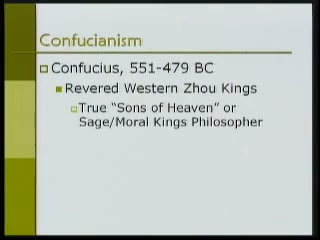 Confucianism
Confucius, 551-479 BC
Revered Western Zhou Kings
True “Sons of Heaven” or
Sage/Moral Kings Philosopher